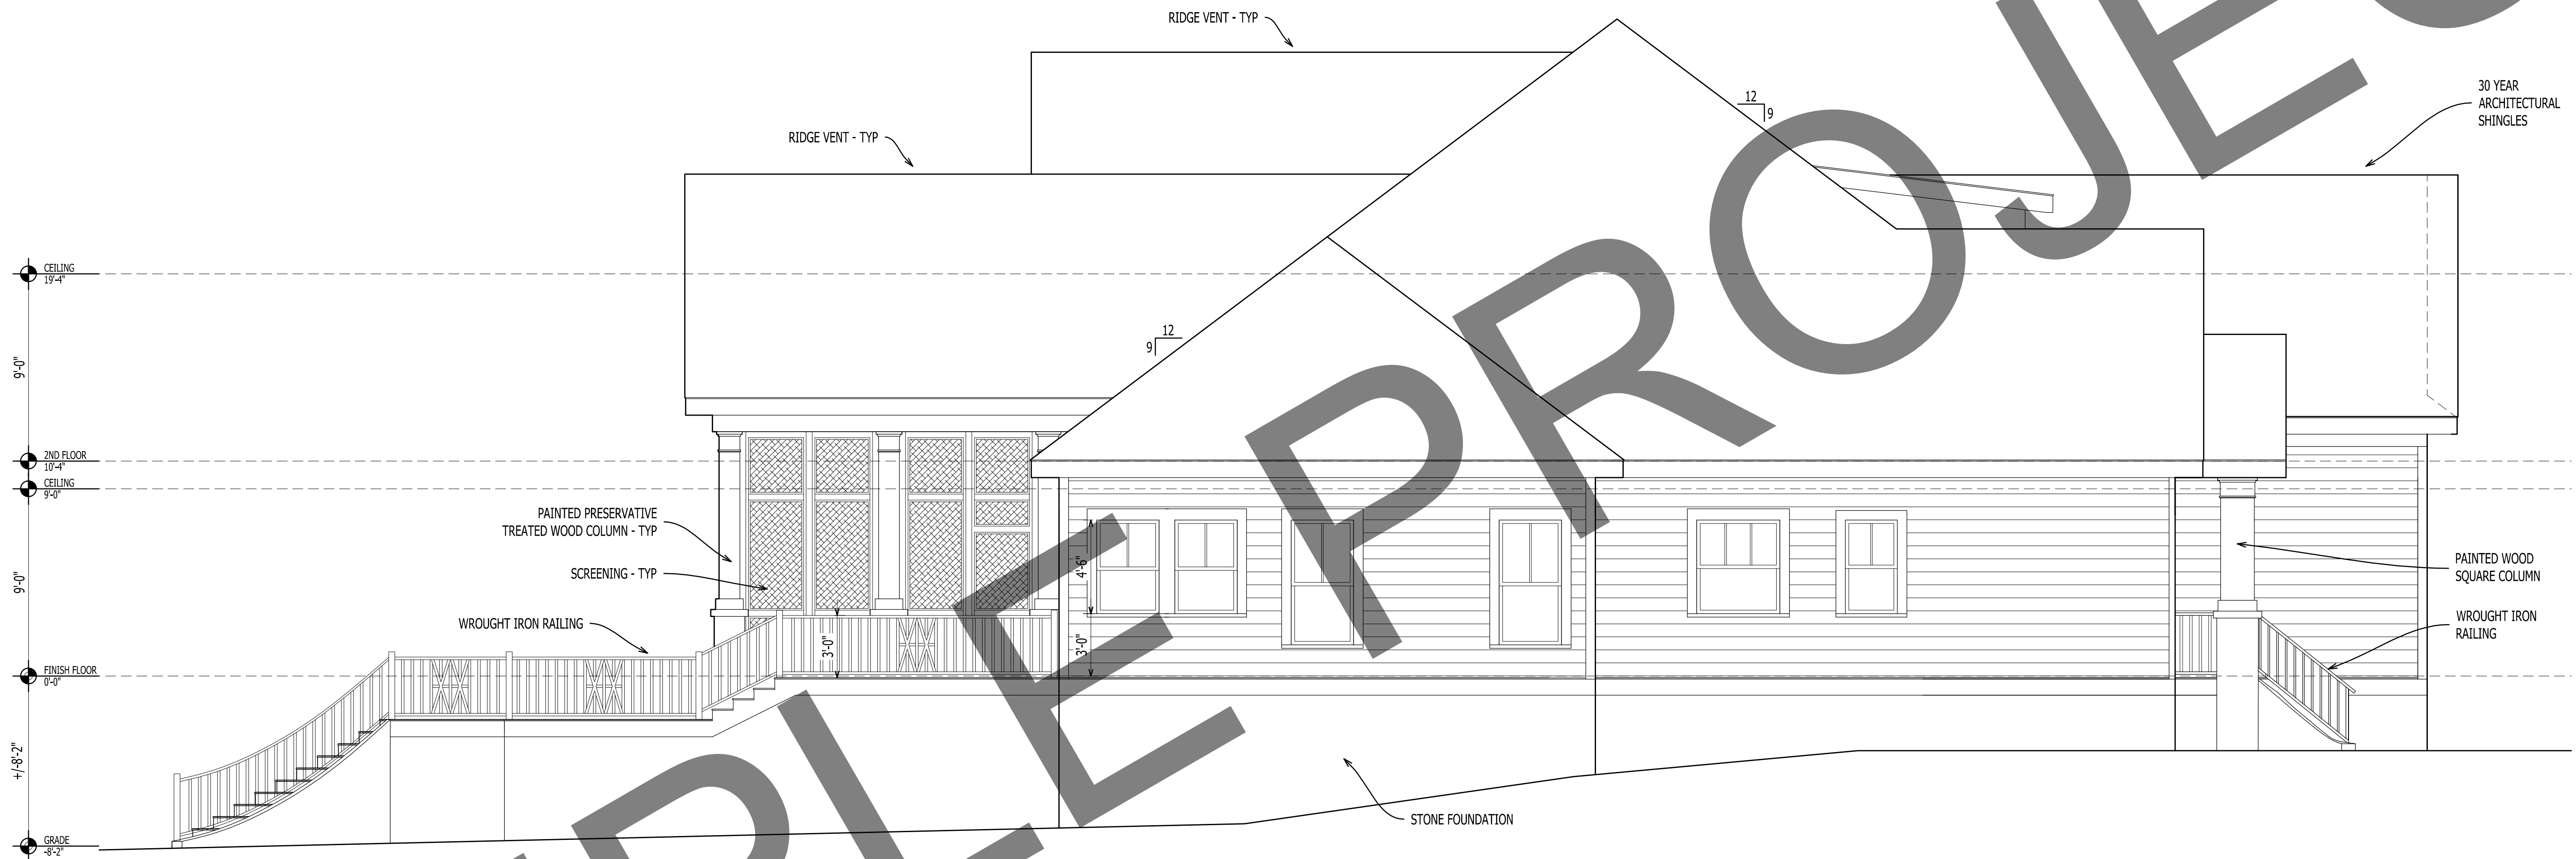 RIDGE VENT - TYP
RIDGE VENT - TYP
12
9
30 YEAR
ARCHITECTURAL
SHINGLES
CEILING
19'-4"
9'-0"
12
9
2ND FLOOR
10'-4"
CEILING
9'-0"
PAINTED PRESERVATIVE
TREATED WOOD COLUMN - TYP
SCREENING - TYP
WROUGHT IRON RAILING
9'-0"
3'-0"
4'-6"
3'-0"
PAINTED WOOD
SQUARE COLUMN
WROUGHT IRON
RAILING
FINISH FLOOR
0'-0"
+/-8'-2"
STONE FOUNDATION
GRADE
-8'-2"
PLE PROJEC